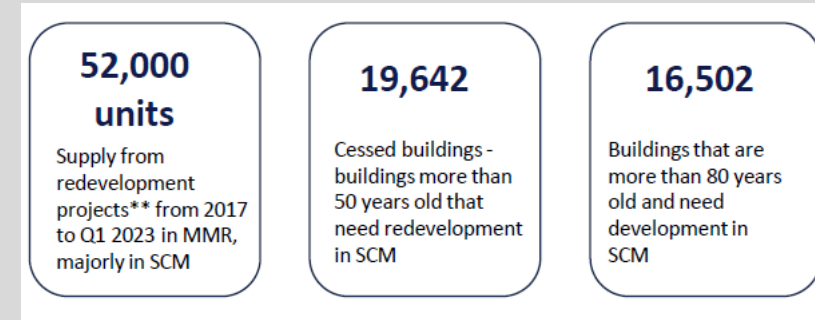 52,000
units
Supply from
redevelopment
projects** from 2017
to Q1 2023 in MMR,
majorly in SCM
19,642
Cessed buildings -
buildings more than
50 years old that
need redevelopment
in SCM
16,502
Buildings that are
more than 80 years
old and need
development in
SCM